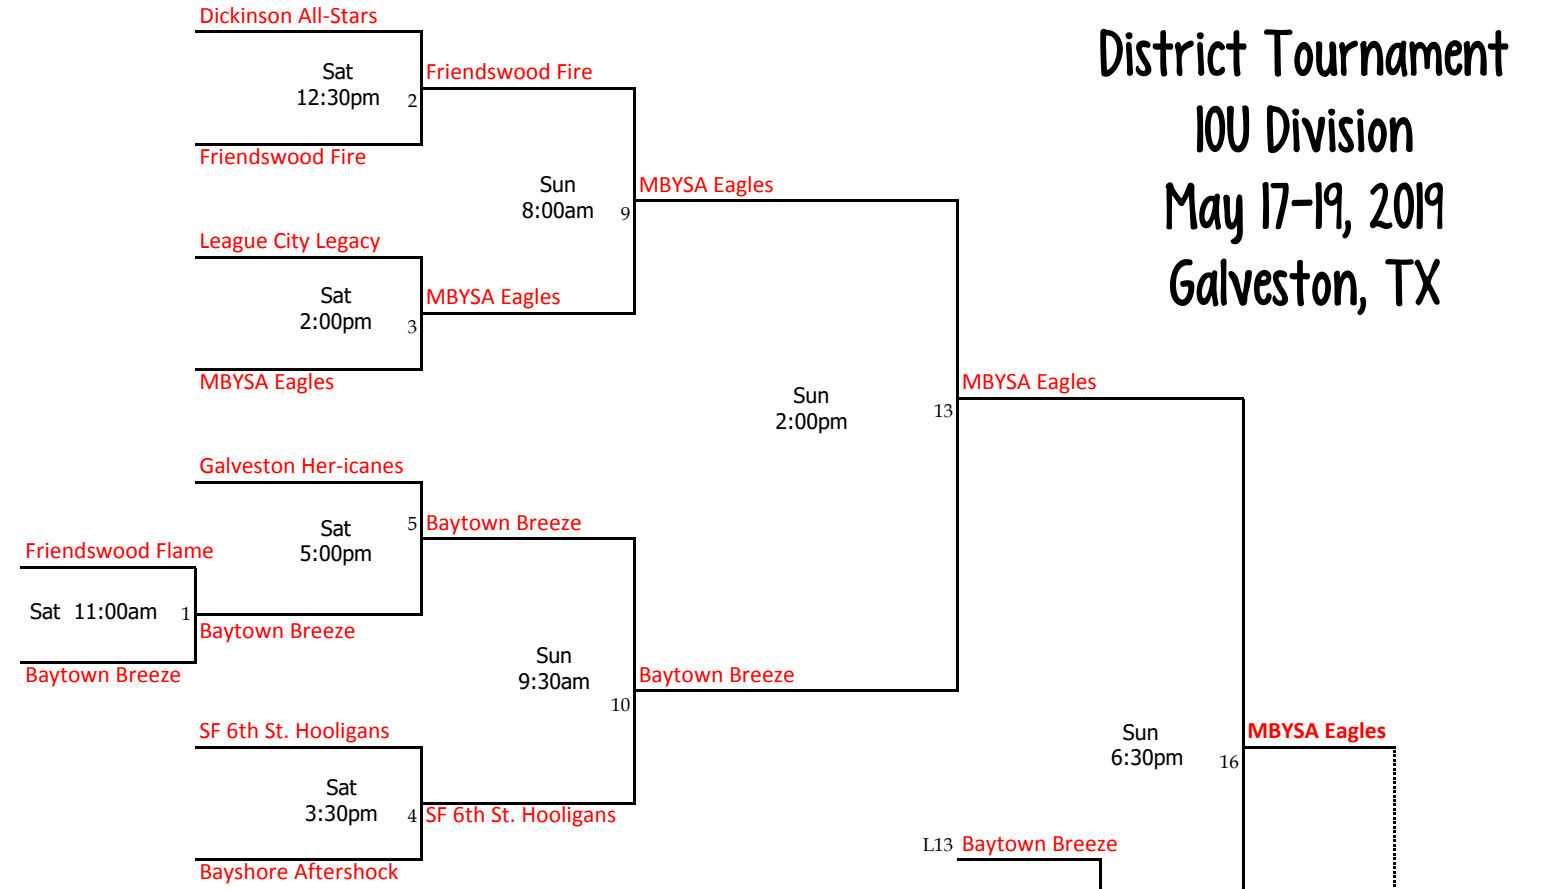 Dickinson All-Stars
District Tournament
10U Division
May 17-19, 2019
Galveston, TX
Sat
12:30pm
2
Friendswood Fire
Friendswood Fire
Sun
8:00am
9
MBYSA Eagles
League City Legacy
Sat
2:00pm
3
MBYSA Eagles
MBYSA Eagles
Sun
2:00pm
13
MBYSA Eagles
Galveston Her-icanes
Sat
5:00pm
5
Baytown Breeze
Friendswood Flame
Sat 11:00am
1
Baytown Breeze
Baytown Breeze
Sun
9:30am
10
Baytown Breeze
SF 6th St. Hooligans
Sat
3:30pm
4
SF 6th St. Hooligans
Bayshore Aftershock
Sun
6:30pm
16
MBYSA Eagles
L13 Baytown Breeze